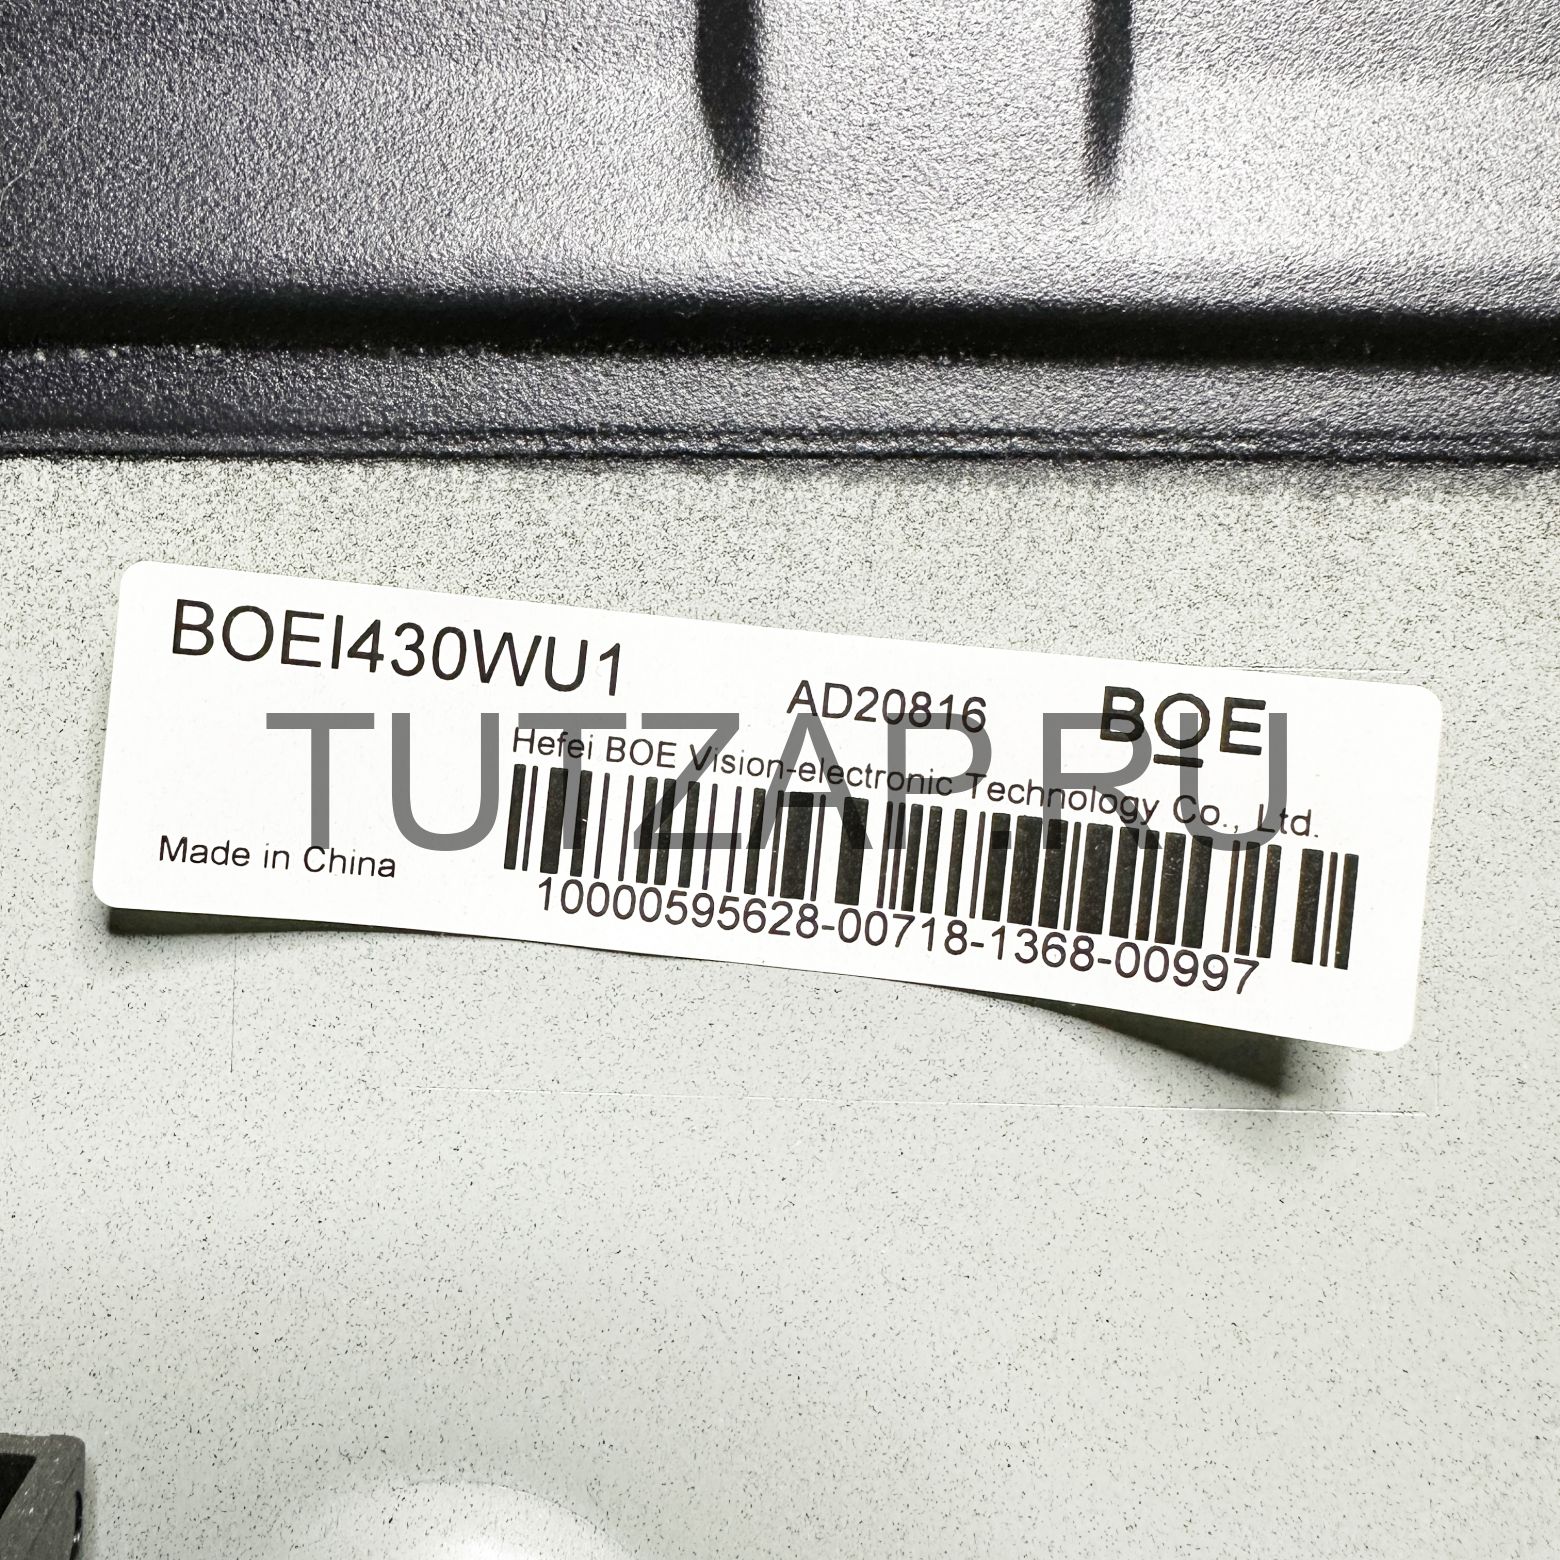 BOEI430WU1
AD20816 BOE
TUTZAP.RU
Hefei BOE Vision-electronic Technology Co., Ltd.
Made in China
10000595628-00718-1368-00997